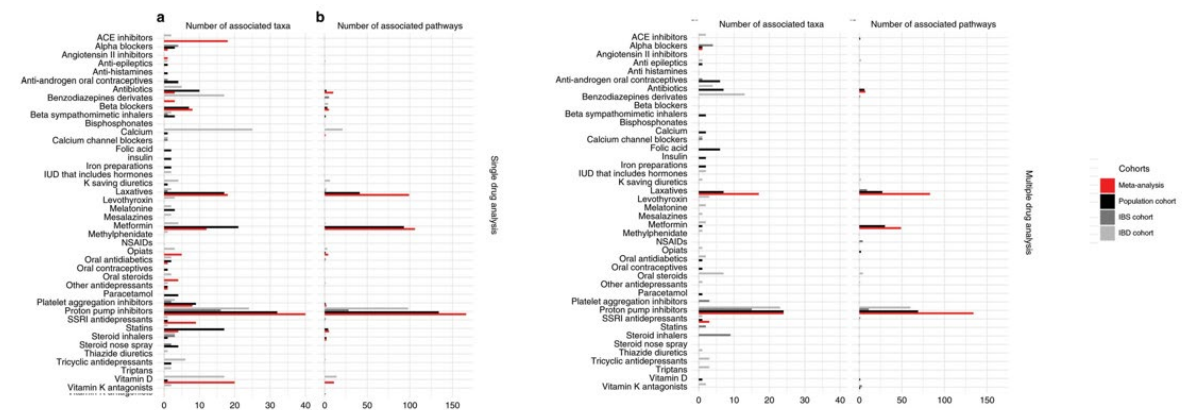 a
b
Number of associated taxa
Number of associated pathways
ACE inhibitors
Alpha blockers
Angiotensin II inhibitors
Anti-epileptics
Anti-histamines
Anti-androgen oral contraceptives
Antibiotics
Benzodiazepines derivates
Beta blockers
Beta sympathomimetic inhalers
Bisphosphonates
Calcium
Calcium channel blockers
Folic acid
insulin
Iron preparations
IUD that includes hormones
K saving diuretics
Laxatives
Levothyroxin
Melatonine
Mesalazines
Metformin
Methylphenidate
NSAIDs
Opiats
Oral antidiabetics
Oral contraceptives
Oral steroids
Other antidepressants
Paracetamol
Platelet aggregation inhibitors
Proton pump inhibitors
SSRI antidepressants
Statins
Steroid inhalers
Steroid nose spray
Thiazide diuretics
Tricyclic antidepressants
Triptans
Vitamin D
Vitamin K antagonists
0 10 20 30 40
0 50 100 150
Single drug analysis
Number of associated taxa
Number of associated pathways
ACE inhibitors
Alpha blockers
Angiotensin II inhibitors
Anti epileptics
Anti histamines
Anti-androgen oral contraceptives
Antibiotics
Benzodiazepines derivates
Beta blockers
Beta sympathomimetic inhalers
Bisphosphonates
Calcium
Calcium channel blockers
Folic acid
Insulin
Iron preparations
IUD that includes hormones
K saving diuretics
Laxatives
Levothyroxin
Melatonine
Mesalazines
Metformin
Methylphenidate
NSAIDs
Opiats
Oral antidiabetics
Oral contraceptives
Oral steroids
Other antidepressants
Paracetamol
Platelet aggregation inhibitors
Proton pump inhibitors
SSRI antidepressants
Statins
Steroid inhalers
Steroid nose spray
Thiazide diuretics
Tricyclic antidepressants
Triptans
Vitamin D
Vitamin K antagonists
0 10 20 30 40
0 50 100 150
Multiple drug analysis
Cohorts
Meta-analysis
Population cohort
IBS cohort
IBD cohort